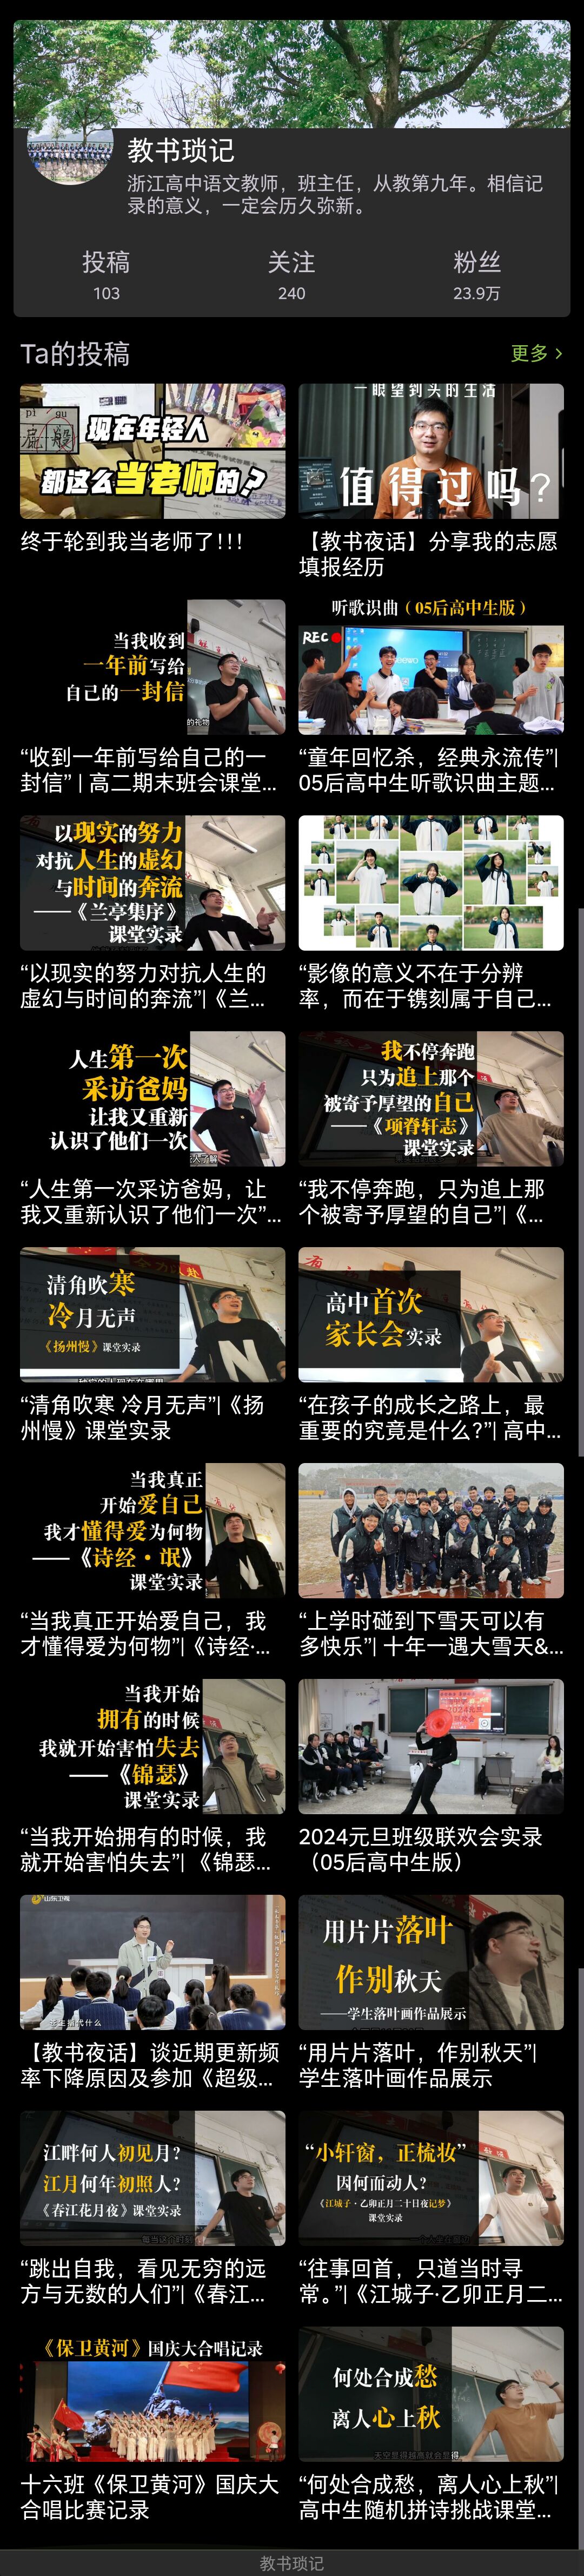 教书琐记
浙江高中语文教师，班主任，从教第九年。相信记
录的意义，一定会历久弥新。
投稿
关注
粉丝
103
240
23.9万
Ta的投稿
更多
pi gu
现在年轻人
都这么当老师的？
终于轮到我当老师了！！！
一眼望到头的生活
值得过吗？
【教书夜话】分享我的志愿
填报经历
当我收到
一年前写给
自己的一封信
的礼物
“收到一年前写给自己的一
封信” | 高二期末班会课堂...
听歌识曲（05后高中生版）
REC
“童年回忆杀，经典永流传”|
05后高中生听歌识曲主题...
以现实的努力
对抗人生的虚幻
与时间的奔流
——《兰亭集序》
课堂实录
“以现实的努力对抗人生的
虚幻与时间的奔流”|《兰...
“影像的意义不在于分辨
率，而在于镌刻属于自己...
人生第一次
采访爸妈
让我又重新
认识了他们一次
“人生第一次采访爸妈，让
我又重新认识了他们一次”...
我不停奔跑
只为追上那个
被寄予厚望的自己
——《项脊轩志》
课堂实录
“我不停奔跑，只为追上那
个被寄予厚望的自己”|《...
清角吹寒
冷月无声
《扬州慢》课堂实录
“清角吹寒 冷月无声”|《扬
州慢》课堂实录
高中首次
家长会实录
“在孩子的成长之路上，最
重要的究竟是什么?”| 高中...
当我真正
开始爱自己
我才懂得爱为何物
——《诗经·氓》
课堂实录
“当我真正开始爱自己，我
才懂得爱为何物”|《诗经·...
“上学时碰到下雪天可以有
多快乐”| 十年一遇大雪天&...
当我开始
拥有的时候
我就开始害怕失去
——《锦瑟》
课堂实录
“当我开始拥有的时候，我
就开始害怕失去”| 《锦瑟...
2024元旦班级联欢会实录
（05后高中生版）
山东卫视
【教书夜话】谈近期更新频
率下降原因及参加《超级...
用片片落叶
作别秋天
——学生落叶画作品展示
“用片片落叶，作别秋天”|
学生落叶画作品展示
江畔何人初见月？
江月何年初照人？
《春江花月夜》课堂实录
“跳出自我，看见无穷的远
方与无数的人们”|《春江...
“小轩窗，正梳妆”
因何而动人？
《江城子·乙卯正月二十日夜记梦》
课堂实录
“往事回首，只道当时寻
常。”|《江城子·乙卯正月二...
《保卫黄河》国庆大合唱记录
十六班《保卫黄河》国庆大
合唱比赛记录
何处合成愁
离人心上秋
天空显得越高就会显得
“何处合成愁，离人心上秋”|
高中生随机拼诗挑战课堂...
教书琐记